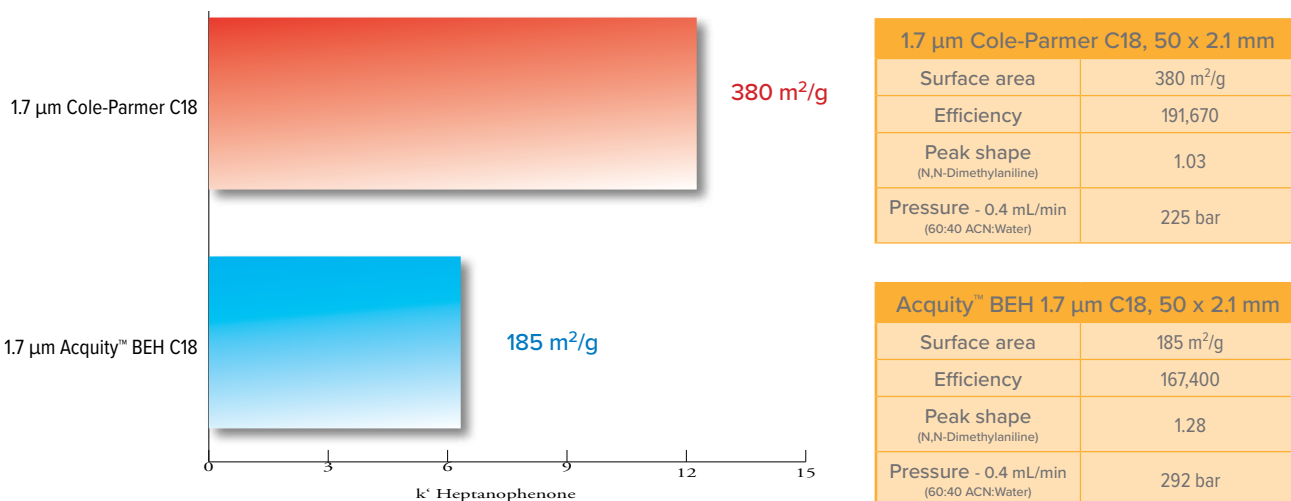 1.7 μm Cole-Parmer C18
380 m²/g
1.7 μm Acquity™ BEH C18
185 m²/g
0 3 6 9 12 15
k‘ Heptanophenone
1.7 μm Cole-Parmer C18, 50 x 2.1 mm
Surface area 380 m²/g
Efficiency 191,670
Peak shape
(N,N-Dimethylaniline) 1.03
Pressure - 0.4 mL/min
(60:40 ACN:Water) 225 bar
Acquity™ BEH 1.7 μm C18, 50 x 2.1 mm
Surface area 185 m²/g
Efficiency 167,400
Peak shape
(N,N-Dimethylaniline) 1.28
Pressure - 0.4 mL/min
(60:40 ACN:Water) 292 bar